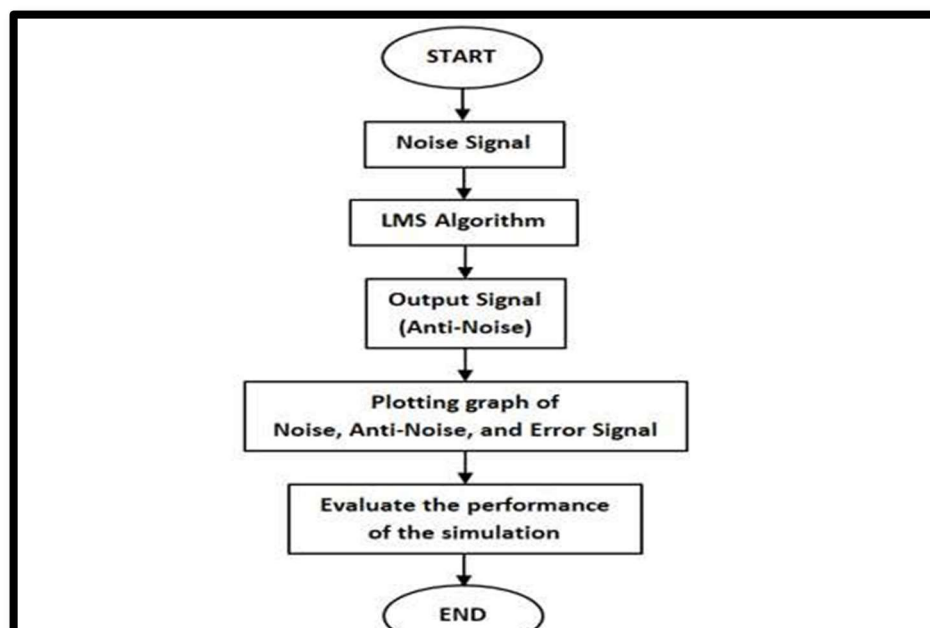 START
Noise Signal
LMS Algorithm
Output Signal
(Anti-Noise)
Plotting graph of
Noise, Anti-Noise, and Error Signal
Evaluate the performance
of the simulation
END